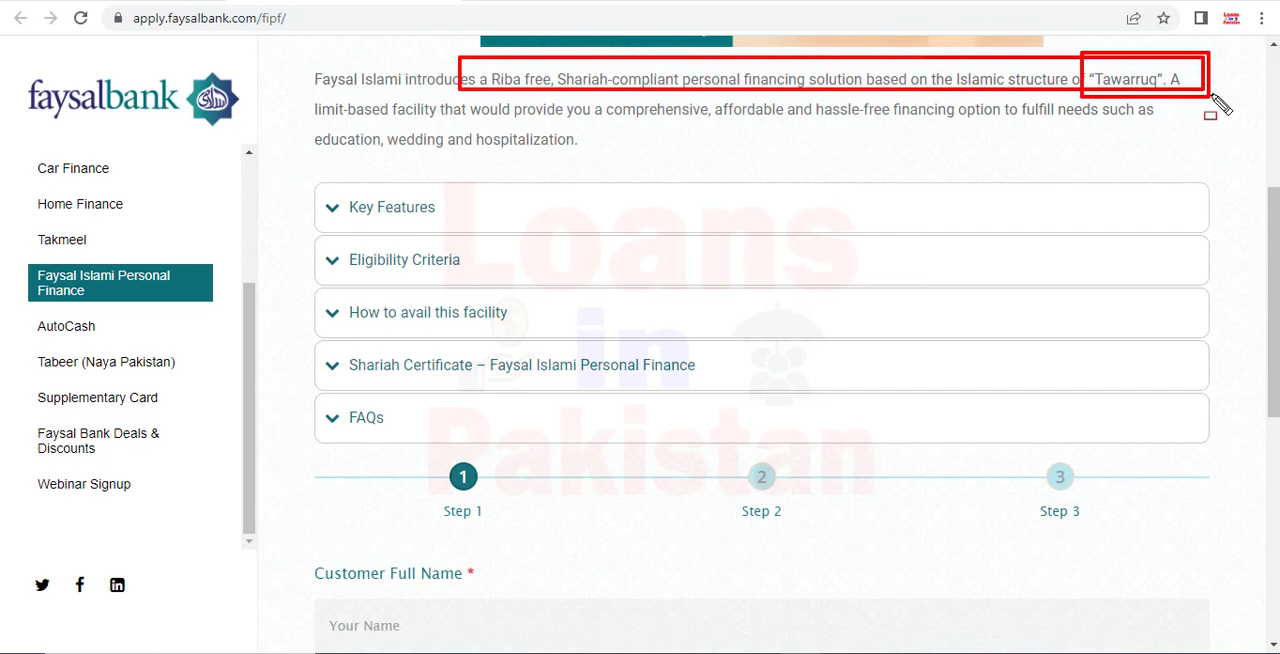 apply.faysalbank.com/fipf/
Loans in Pakistan
faysalbank
Car Finance
Home Finance
Takmeel
Faysal Islami Personal
Finance
AutoCash
Tabeer (Naya Pakistan)
Supplementary Card
Faysal Bank Deals &
Discounts
Webinar Signup
Faysal Islami introduces a Riba free, Shariah-compliant personal financing solution based on the Islamic structure of “Tawarruq”. A
limit-based facility that would provide you a comprehensive, affordable and hassle-free financing option to fulfill needs such as
education, wedding and hospitalization.
Key Features
Eligibility Criteria
How to avail this facility
Shariah Certificate – Faysal Islami Personal Finance
FAQs
Loans
in
Pakistan
1
2
3
Step 1
Step 2
Step 3
Customer Full Name *
Your Name